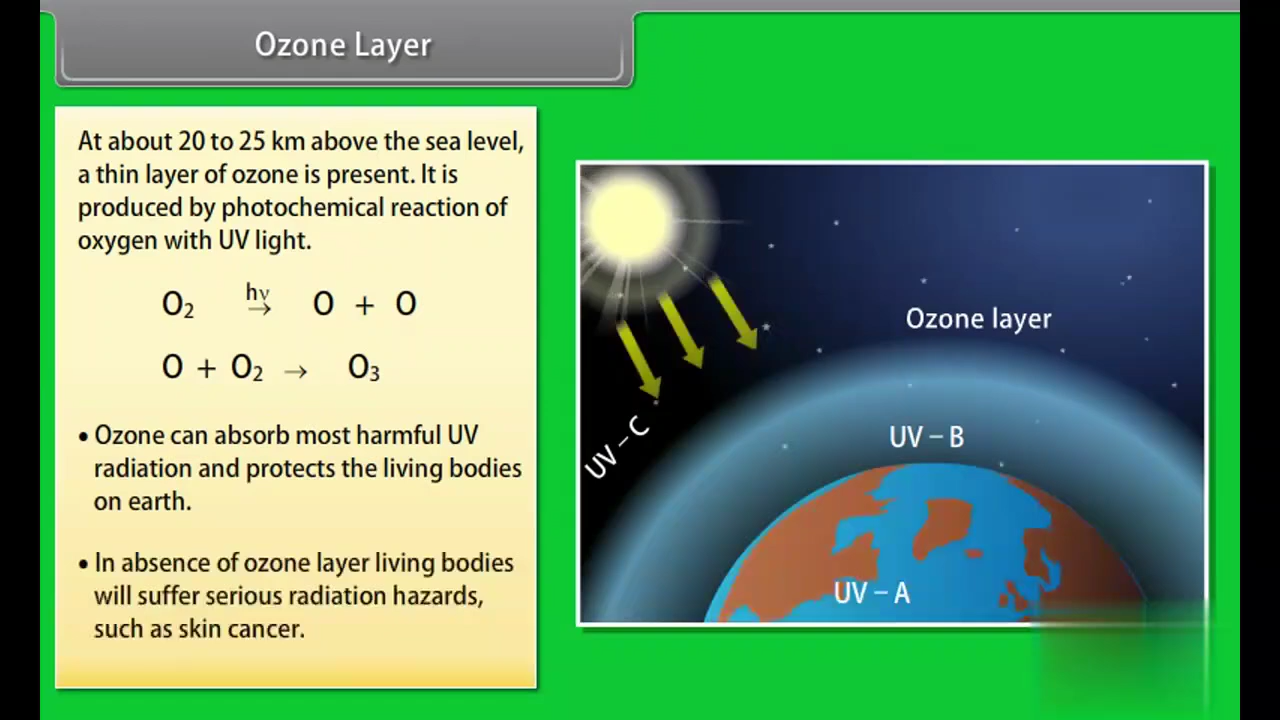 Ozone Layer
At about 20 to 25 km above the sea level,
a thin layer of ozone is present. It is
produced by photochemical reaction of
oxygen with UV light.
O₂ hν→ O + O
O + O₂ → O₃
• Ozone can absorb most harmful UV
radiation and protects the living bodies
on earth.
• In absence of ozone layer living bodies
will suffer serious radiation hazards,
such as skin cancer.
Ozone layer
UV – C
UV – B
UV – A